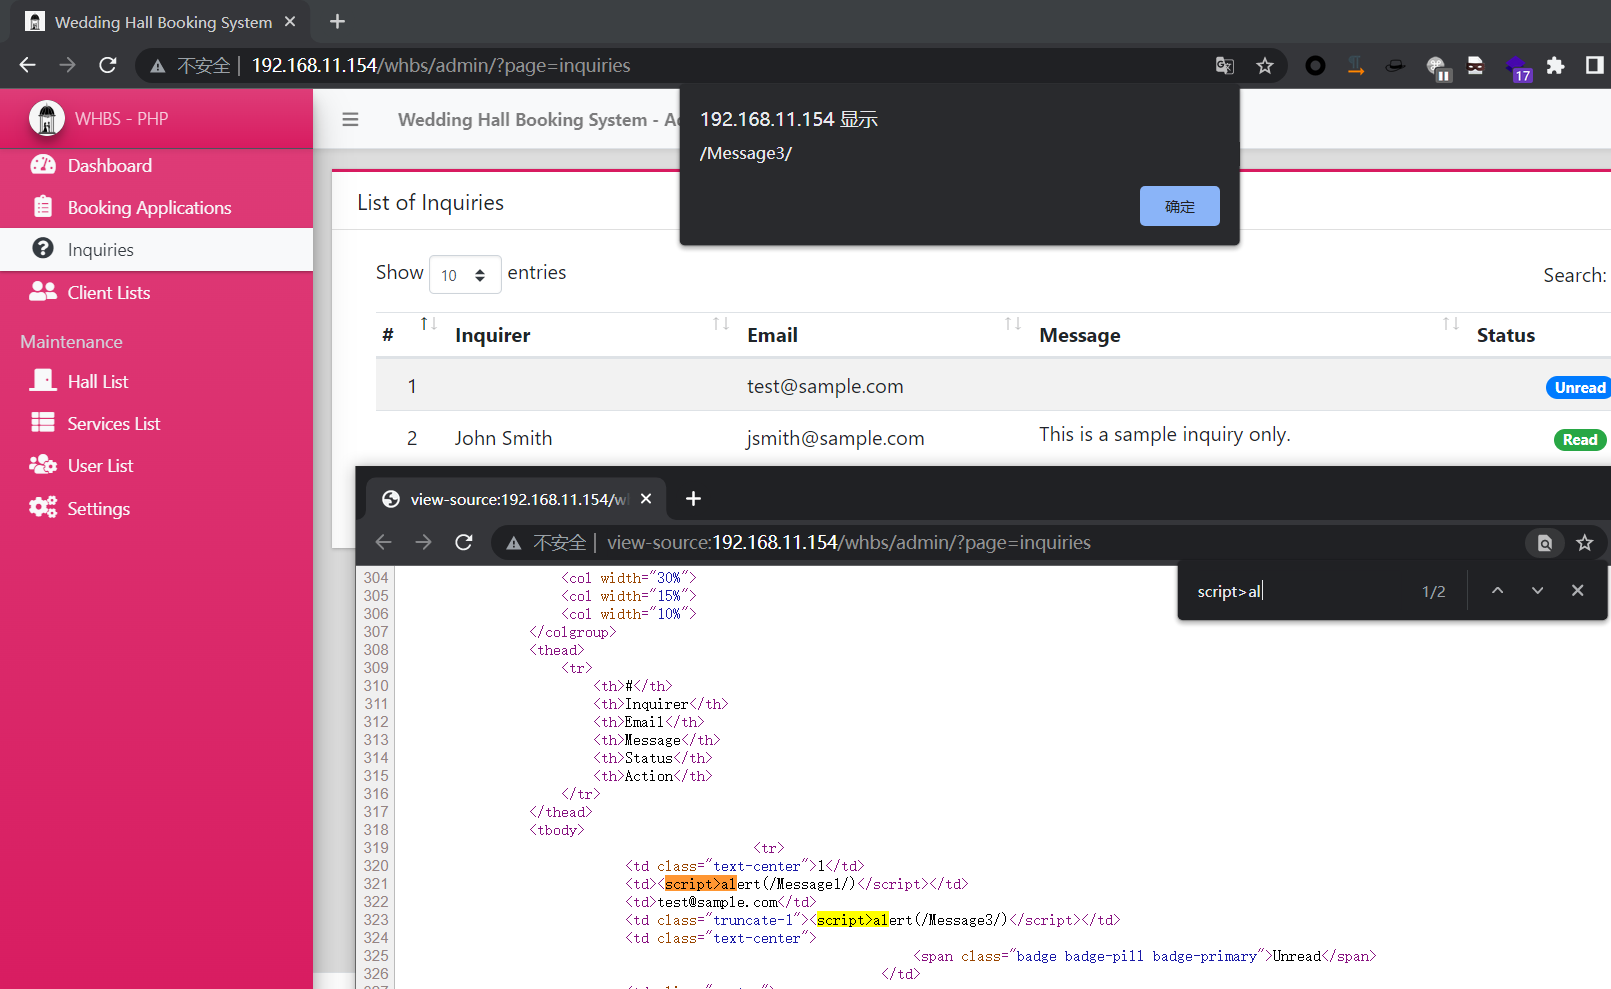 Wedding Hall Booking System
不安全 | 192.168.11.154/whbs/admin/?page=inquiries
17
WHBS - PHP
Wedding Hall Booking System - A
192.168.11.154 显示
/Message3/
确定
Dashboard
Booking Applications
Inquiries
Client Lists
Maintenance
Hall List
Services List
User List
Settings
List of Inquiries
Show 10 entries
Search:
# Inquirer Email Message Status
1 test@sample.com Unread
2 John Smith jsmith@sample.com This is a sample inquiry only. Read
view-source:192.168.11.154/w
不安全 | view-source:192.168.11.154/whbs/admin/?page=inquiries
script>al 1/2
304 <col width="30%">
305 <col width="15%">
306 <col width="10%">
307 </colgroup>
308 <thead>
309 <tr>
310 <th>#</th>
311 <th>Inquirer</th>
312 <th>Email</th>
313 <th>Message</th>
314 <th>Status</th>
315 <th>Action</th>
316 </tr>
317 </thead>
318 <tbody>
319 <tr>
320 <td class="text-center">1</td>
321 <td><script>alert(/Message1/)</script></td>
322 <td>test@sample.com</td>
323 <td class="truncate-1"><script>alert(/Message3/)</script></td>
324 <td class="text-center">
325 <span class="badge badge-pill badge-primary">Unread</span>
326 </td>